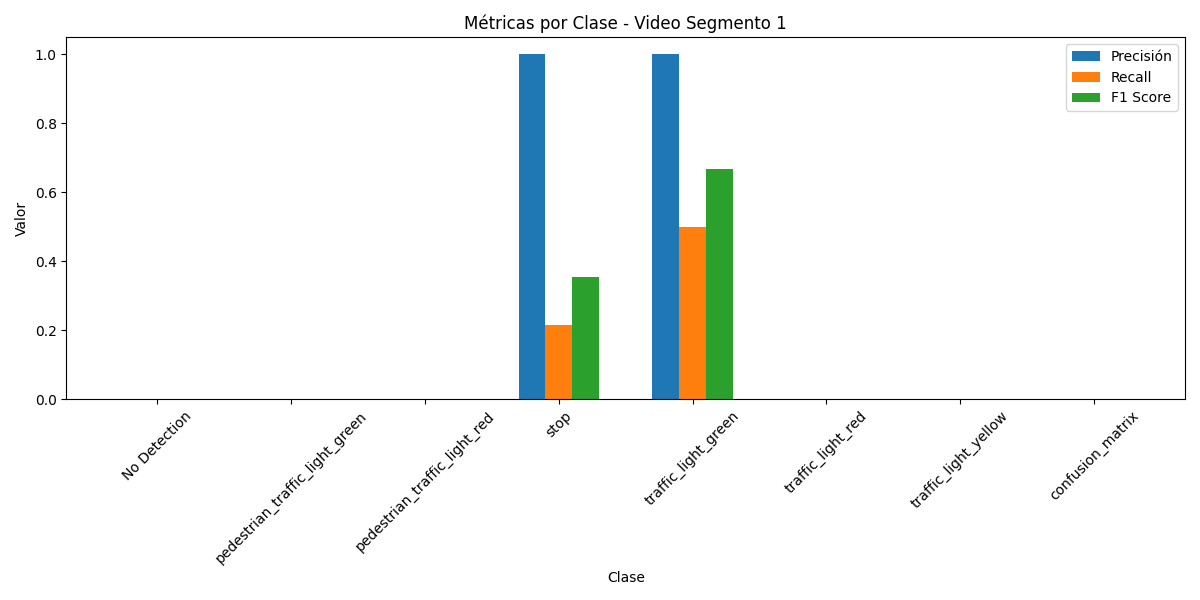 Métricas por Clase - Video Segmento 1
Precisión
Recall
F1 Score
Valor
1.0
0.8
0.6
0.4
0.2
0.0
No Detection
pedestrian_traffic_light_green
pedestrian_traffic_light_red
stop
traffic_light_green
traffic_light_red
traffic_light_yellow
confusion_matrix
Clase